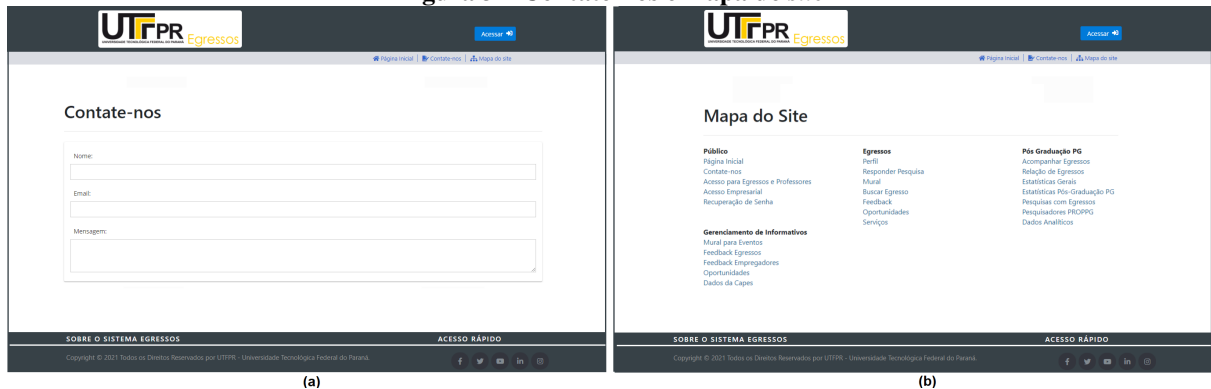 UTFPR
UNIVERSIDADE TECNOLÓGICA FEDERAL DO PARANÁ
Egressos
Acessar
Página Inicial | Contate-nos | Mapa do site
Contate-nos
Nome:
Email:
Mensagem:
SOBRE O SISTEMA EGRESSOS
ACESSO RÁPIDO
Copyright © 2021 Todos os Direitos Reservados por UTFPR - Universidade Tecnológica Federal do Paraná.
(a)
UTFPR
UNIVERSIDADE TECNOLÓGICA FEDERAL DO PARANÁ
Egressos
Acessar
Página Inicial | Contate-nos | Mapa do site
Mapa do Site
Público
Página Inicial
Contate-nos
Acesso para Egressos e Professores
Acesso Empresarial
Recuperação de Senha
Egressos
Perfil
Responder Pesquisa
Mural
Buscar Egresso
Feedback
Oportunidades
Serviços
Pós Graduação PG
Acompanhar Egressos
Relação de Egressos
Estatísticas Gerais
Estatísticas Pós-Graduação PG
Pesquisas com Egressos
Pesquisadores PROPPG
Dados Analíticos
Gerenciamento de Informativos
Mural para Eventos
Feedback Egressos
Feedback Empregadores
Oportunidades
Dados da Capes
SOBRE O SISTEMA EGRESSOS
ACESSO RÁPIDO
Copyright © 2021 Todos os Direitos Reservados por UTFPR - Universidade Tecnológica Federal do Paraná.
(b)